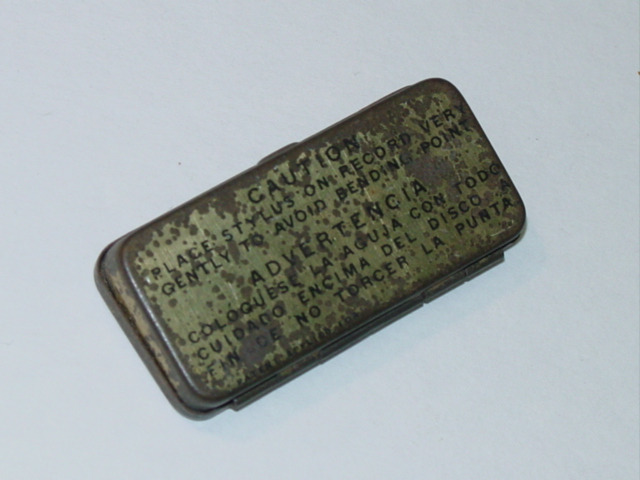 CAUTION
PLACE STYLUS ON RECORD VERY
GENTLY TO AVOID BENDING POINT
ADVERTENCIA
COLOQUESE LA AGUJA CON TODO
CUIDADO ENCIMA DEL DISCO A
FIN DE NO TORCER LA PUNTA